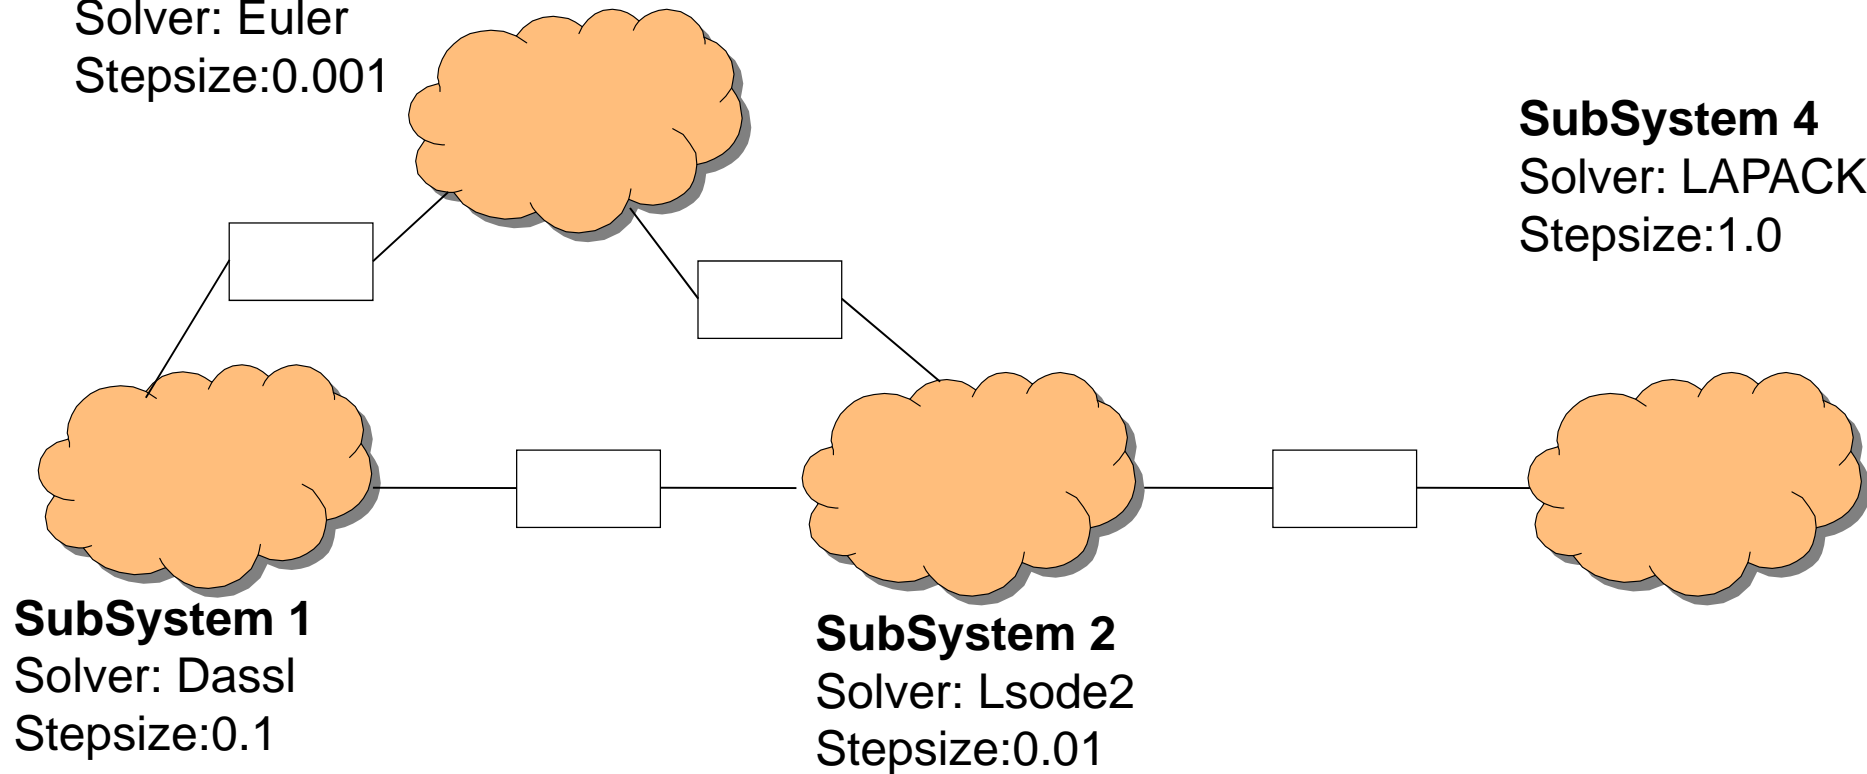 Solver: Euler
Stepsize:0.001
SubSystem 4
Solver: LAPACK
Stepsize:1.0
SubSystem 1
Solver: Dassl
Stepsize:0.1
SubSystem 2
Solver: Lsode2
Stepsize:0.01